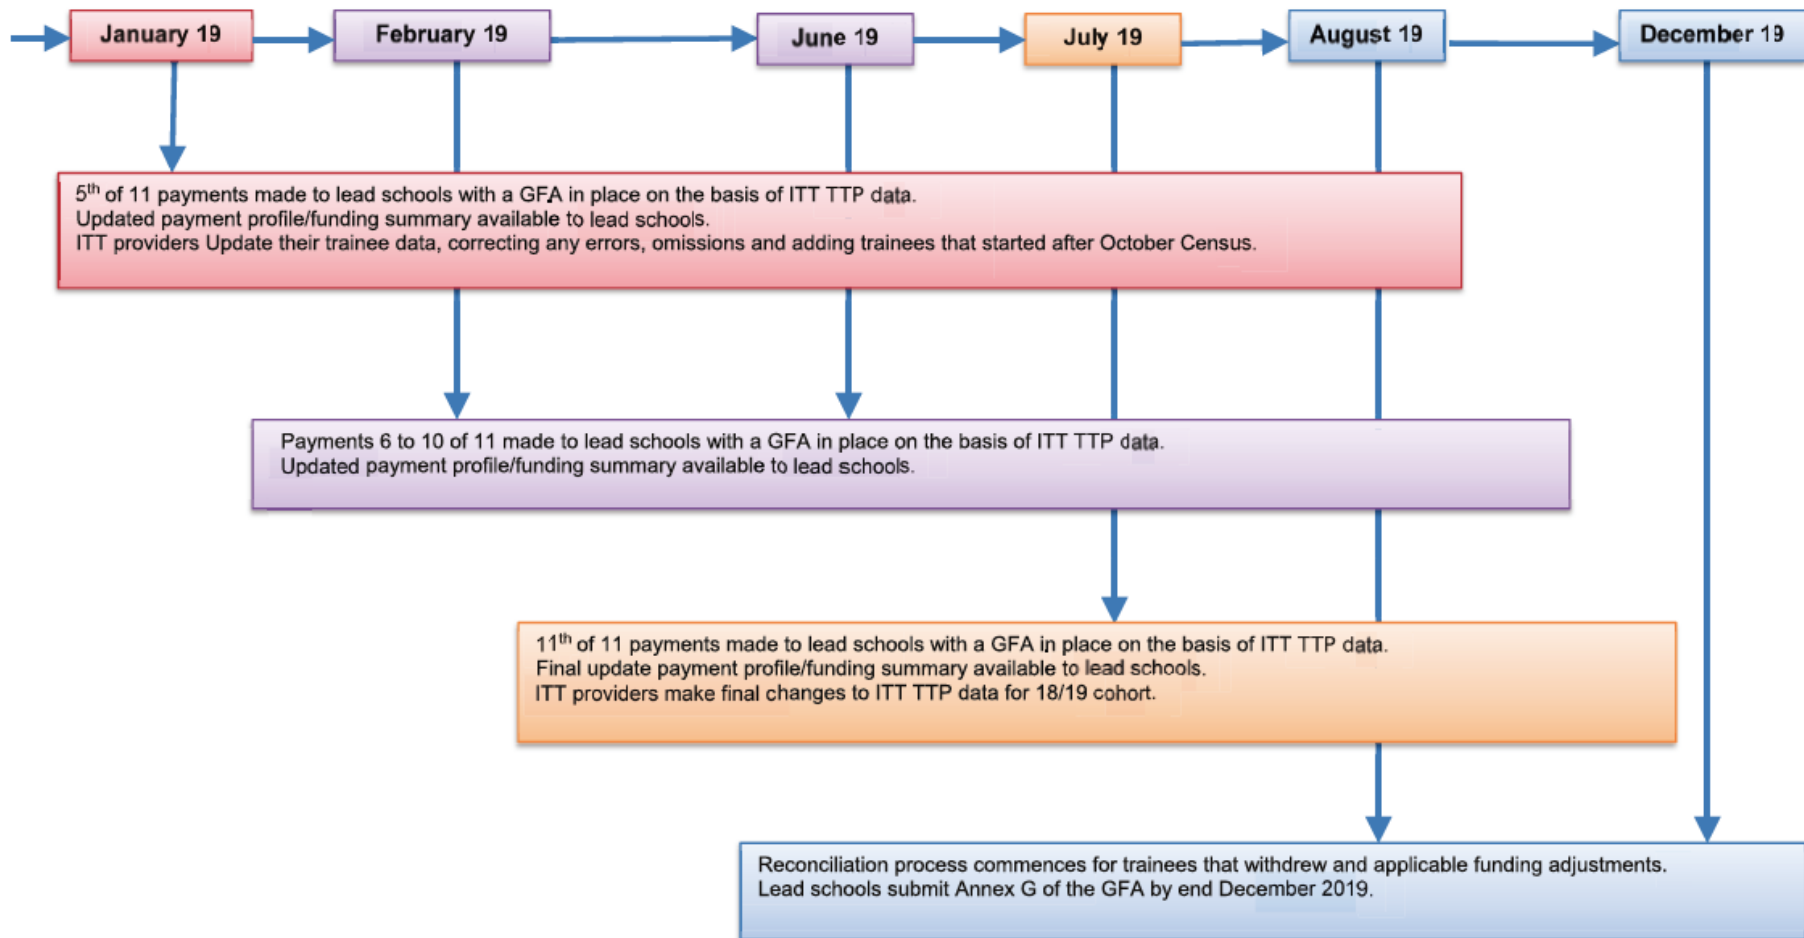 January 19
February 19
June 19
July 19
August 19
December 19
5th of 11 payments made to lead schools with a GFA in place on the basis of ITT TTP data.
Updated payment profile/funding summary available to lead schools.
ITT providers Update their trainee data, correcting any errors, omissions and adding trainees that started after October Census.
Payments 6 to 10 of 11 made to lead schools with a GFA in place on the basis of ITT TTP data.
Updated payment profile/funding summary available to lead schools.
11th of 11 payments made to lead schools with a GFA in place on the basis of ITT TTP data.
Final update payment profile/funding summary available to lead schools.
ITT providers make final changes to ITT TTP data for 18/19 cohort.
Reconciliation process commences for trainees that withdrew and applicable funding adjustments.
Lead schools submit Annex G of the GFA by end December 2019.